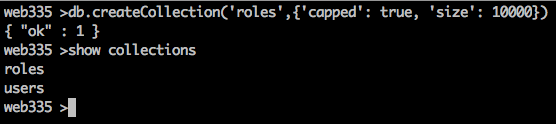 web335 >db.createCollection('roles',{'capped': true, 'size': 10000})
{ "ok" : 1 }
web335 >show collections
roles
users
web335 >